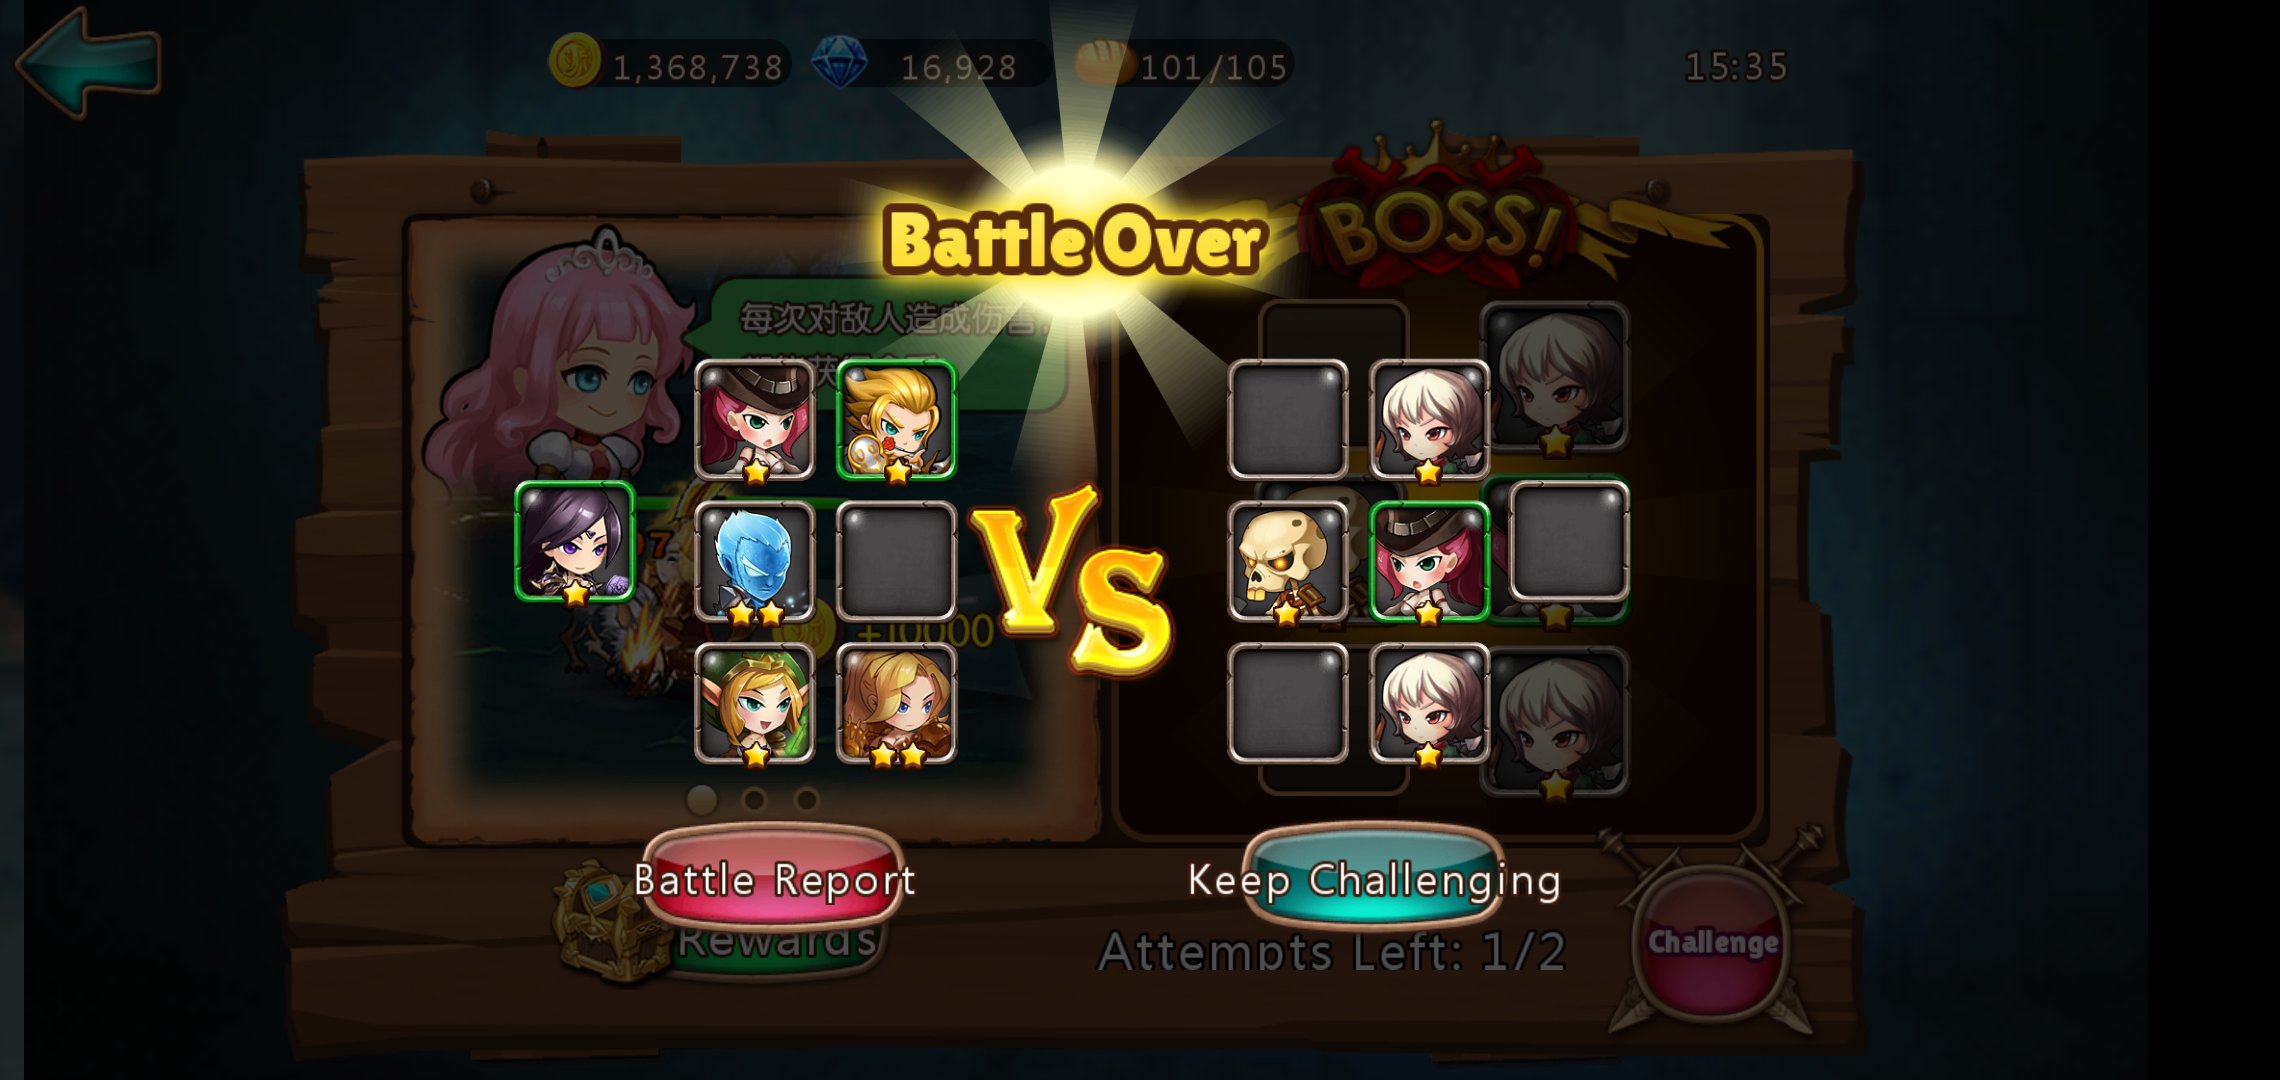 1,368,738
16,928
101/105
15:35
Battle Over
BOSS!
每次对敌人造成伤害,
+10000
VS
Battle Report
Keep Challenging
Rewards
Attempts Left: 1/2
Challenge